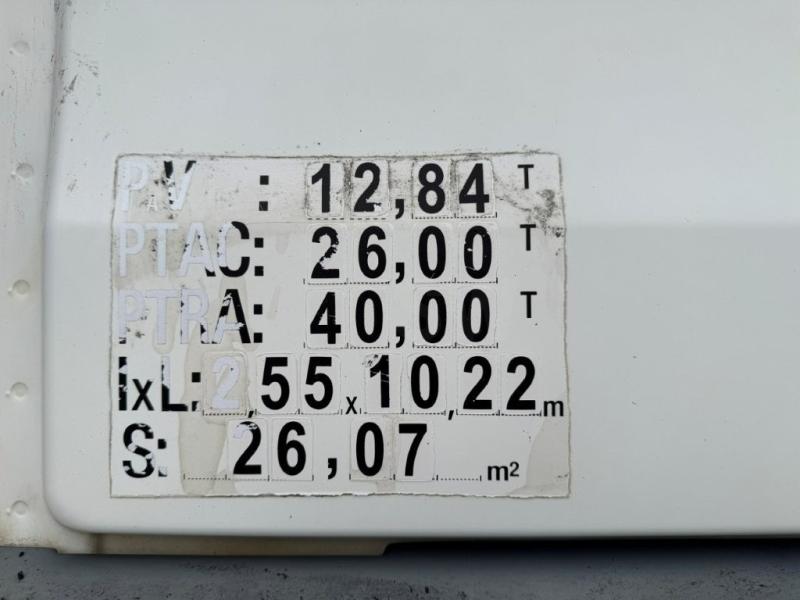 PV : 12,84 T
PTAC: 26,00 T
PTRA: 40,00 T
lxL: 2,55 x 10,22 m
S: 26,07 m²